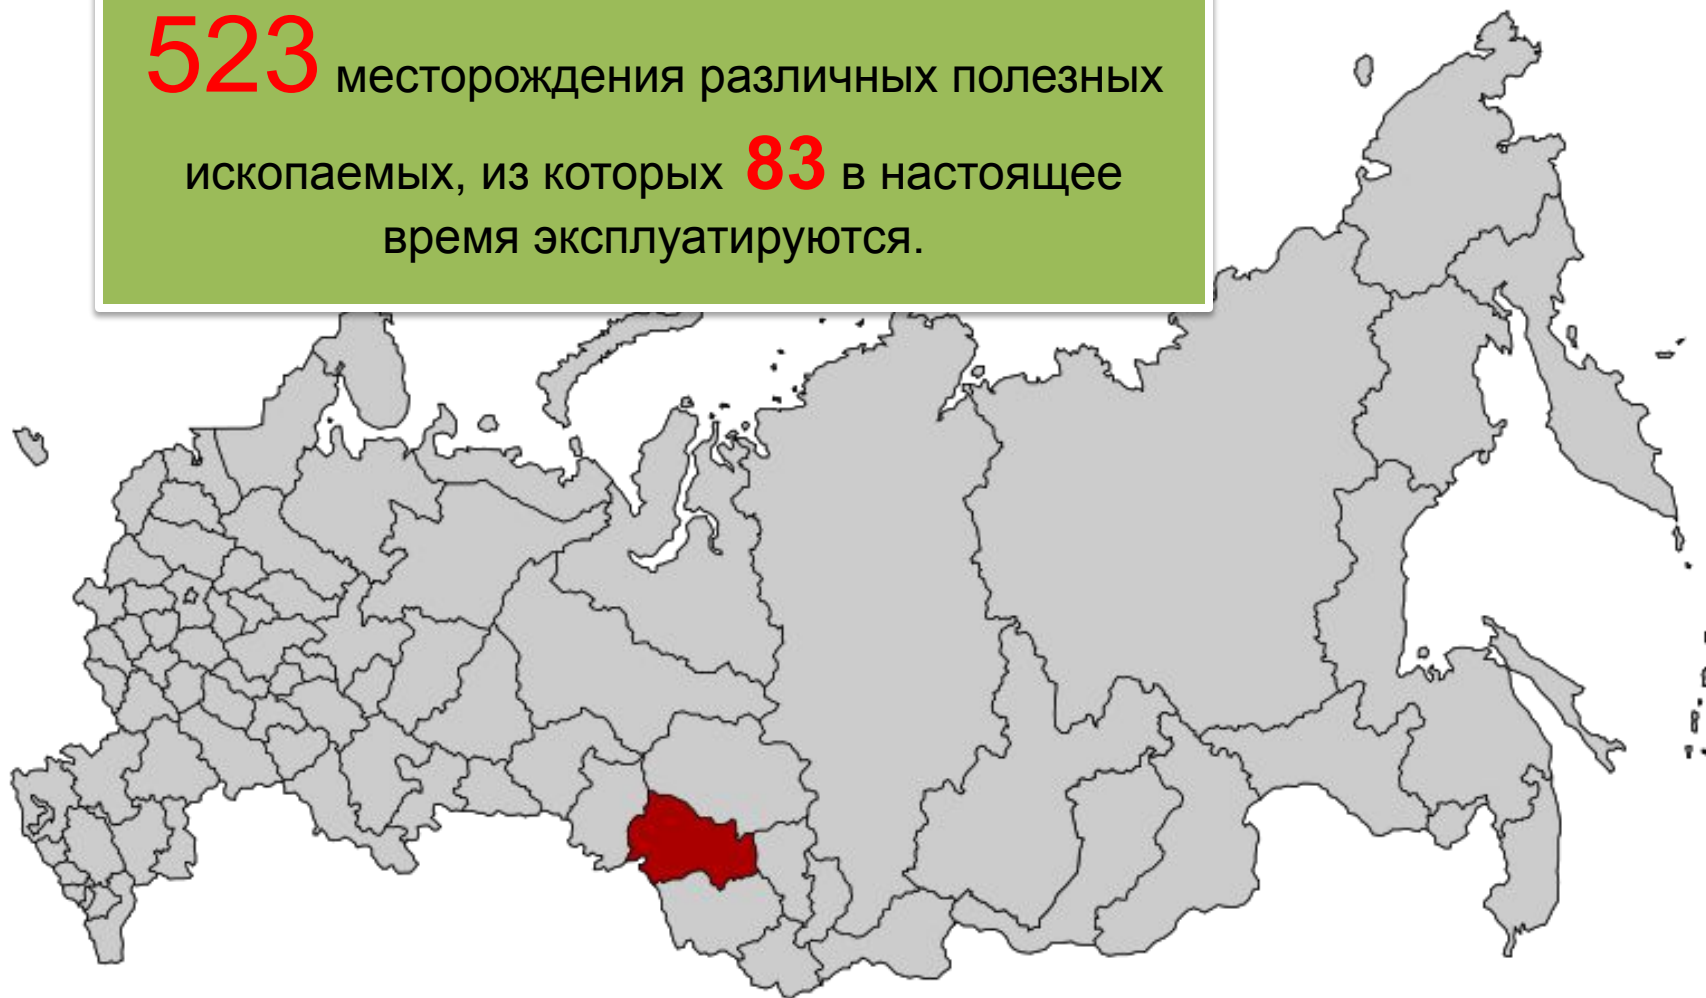 523 месторождения различных полезных
ископаемых, из которых 83 в настоящее
время эксплуатируются.